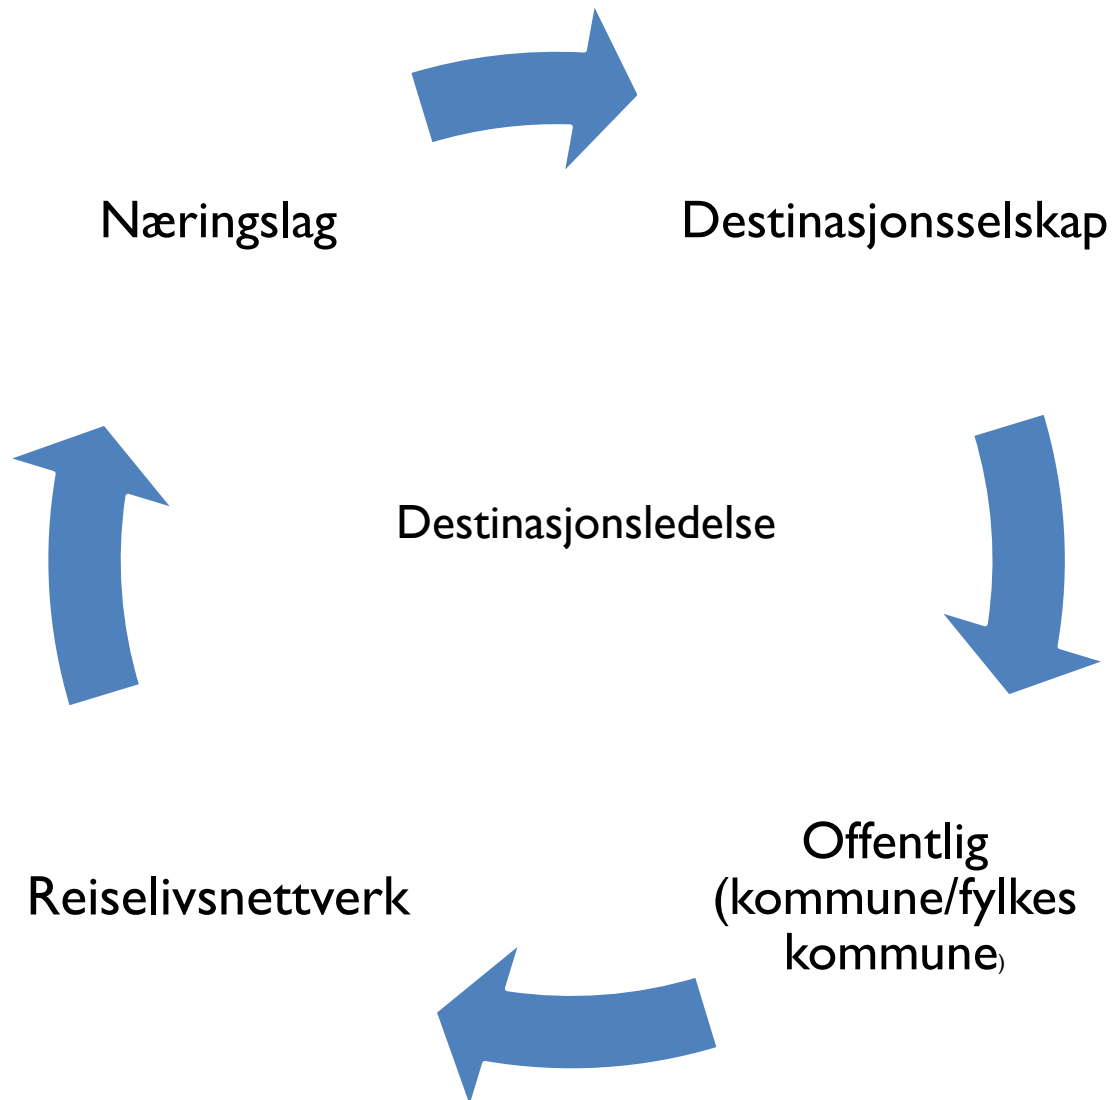 Næringslag
Destinasjonsselskap
Destinasjonsledelse
Reiselivsnettverk
Offentlig
(kommune/fylkes
kommune)